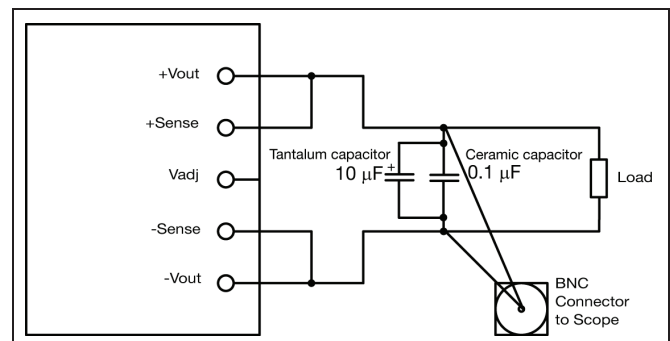 +Vout
+Sense
Vadj
-Sense
-Vout
Tantalum capacitor
10 µF
+
Ceramic capacitor
0.1 µF
Load
BNC
Connector
to Scope